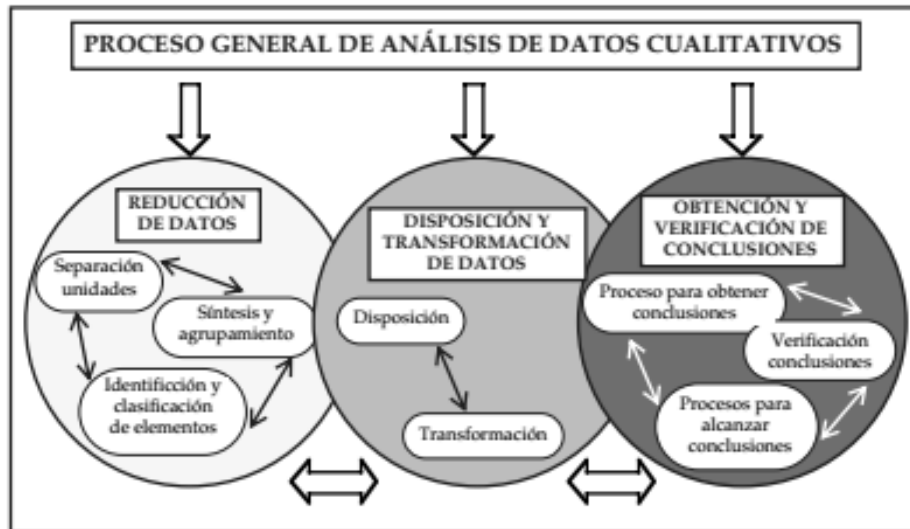 PROCESO GENERAL DE ANÁLISIS DE DATOS CUALITATIVOS
REDUCCIÓN
DE DATOS
Separación
unidades
Síntesis y
agrupamiento
Identificción y
clasificación
de elementos
DISPOSICIÓN Y
TRANSFORMACIÓN
DE DATOS
Disposición
Transformación
OBTENCIÓN Y
VERIFICACIÓN DE
CONCLUSIONES
Proceso para obtener
conclusiones
Verificación
conclusiones
Procesos para
alcanzar
conclusiones